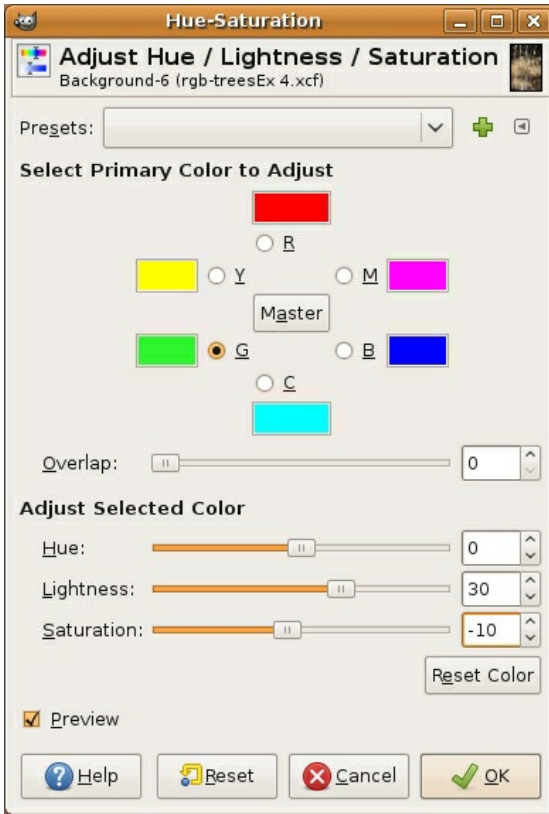 Hue-Saturation
Adjust Hue / Lightness / Saturation
Background-6 (rgb-treesEx 4.xcf)
Presets:
Select Primary Color to Adjust
R
Y
M
Master
G
B
C
Overlap:
0
Adjust Selected Color
Hue:
0
Lightness:
30
Saturation:
-10
Reset Color
Preview
Help
Reset
Cancel
OK